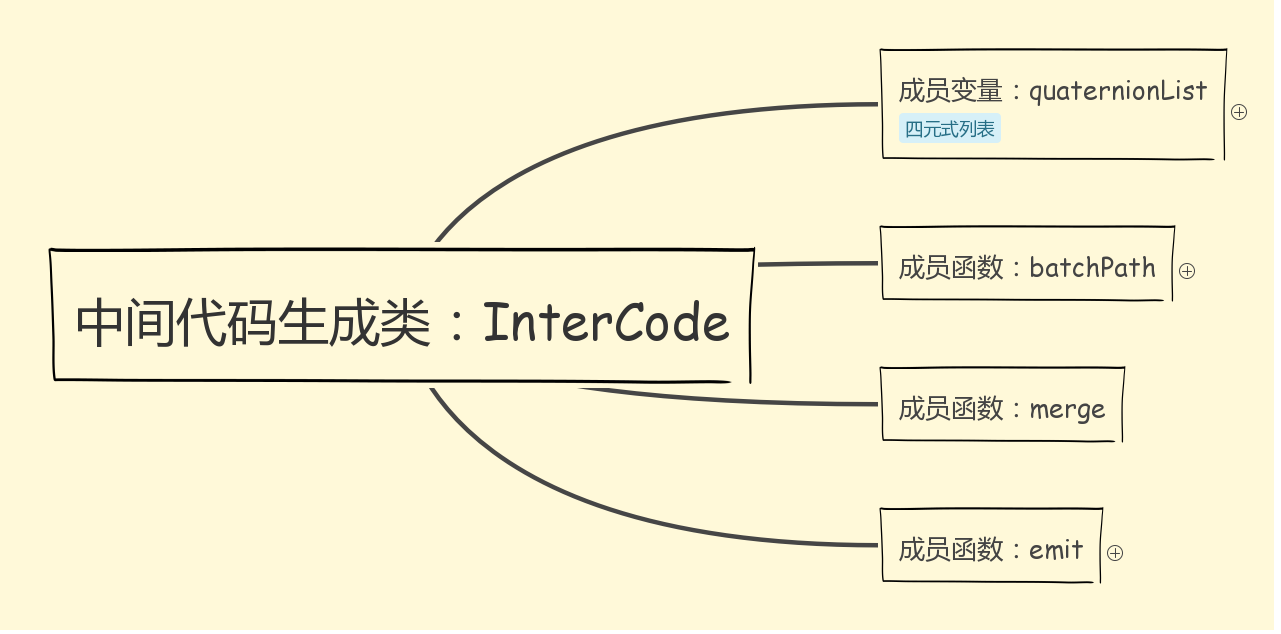 成员变量：quaternionList
四元式列表
成员函数：batchPath
中间代码生成类：InterCode
成员函数：merge
成员函数：emit